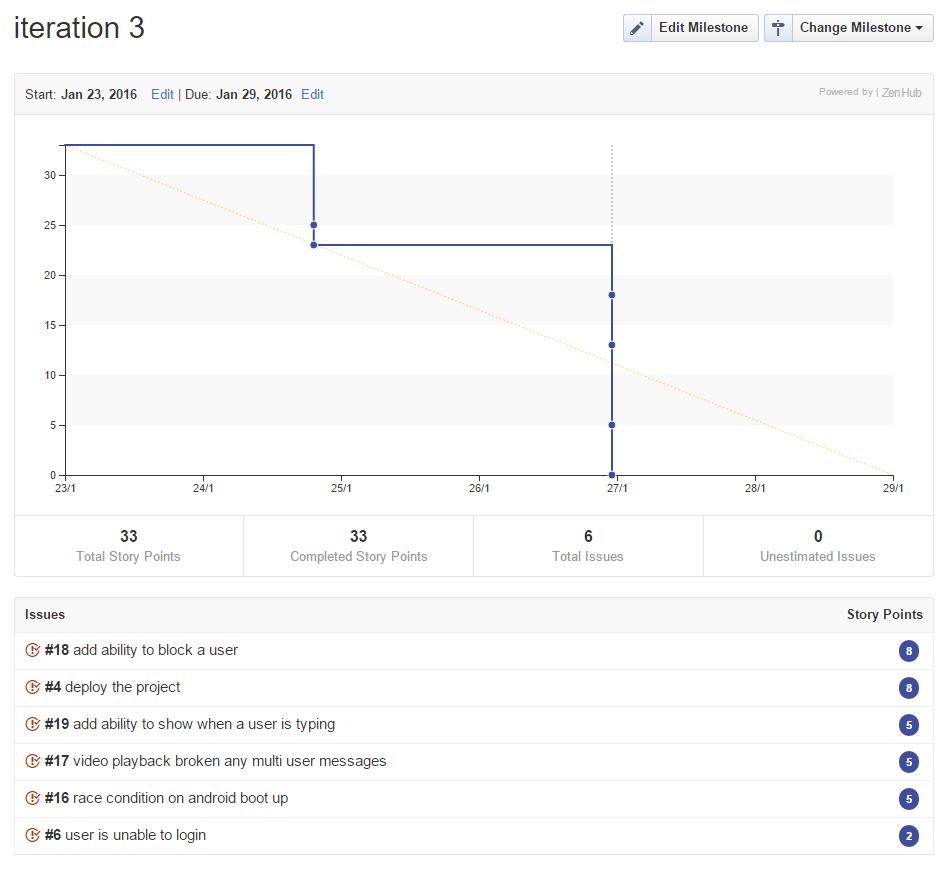 iteration 3
Edit Milestone
Change Milestone
Start: Jan 23, 2016 Edit | Due: Jan 29, 2016 Edit
Powered by | ZenHub
30
25
20
15
10
5
0
23/1 24/1 25/1 26/1 27/1 28/1 29/1
33 33 6 0
Total Story Points Completed Story Points Total Issues Unestimated Issues
Issues Story Points
#18 add ability to block a user 8
#4 deploy the project 8
#19 add ability to show when a user is typing 5
#17 video playback broken any multi user messages 5
#16 race condition on android boot up 5
#6 user is unable to login 2